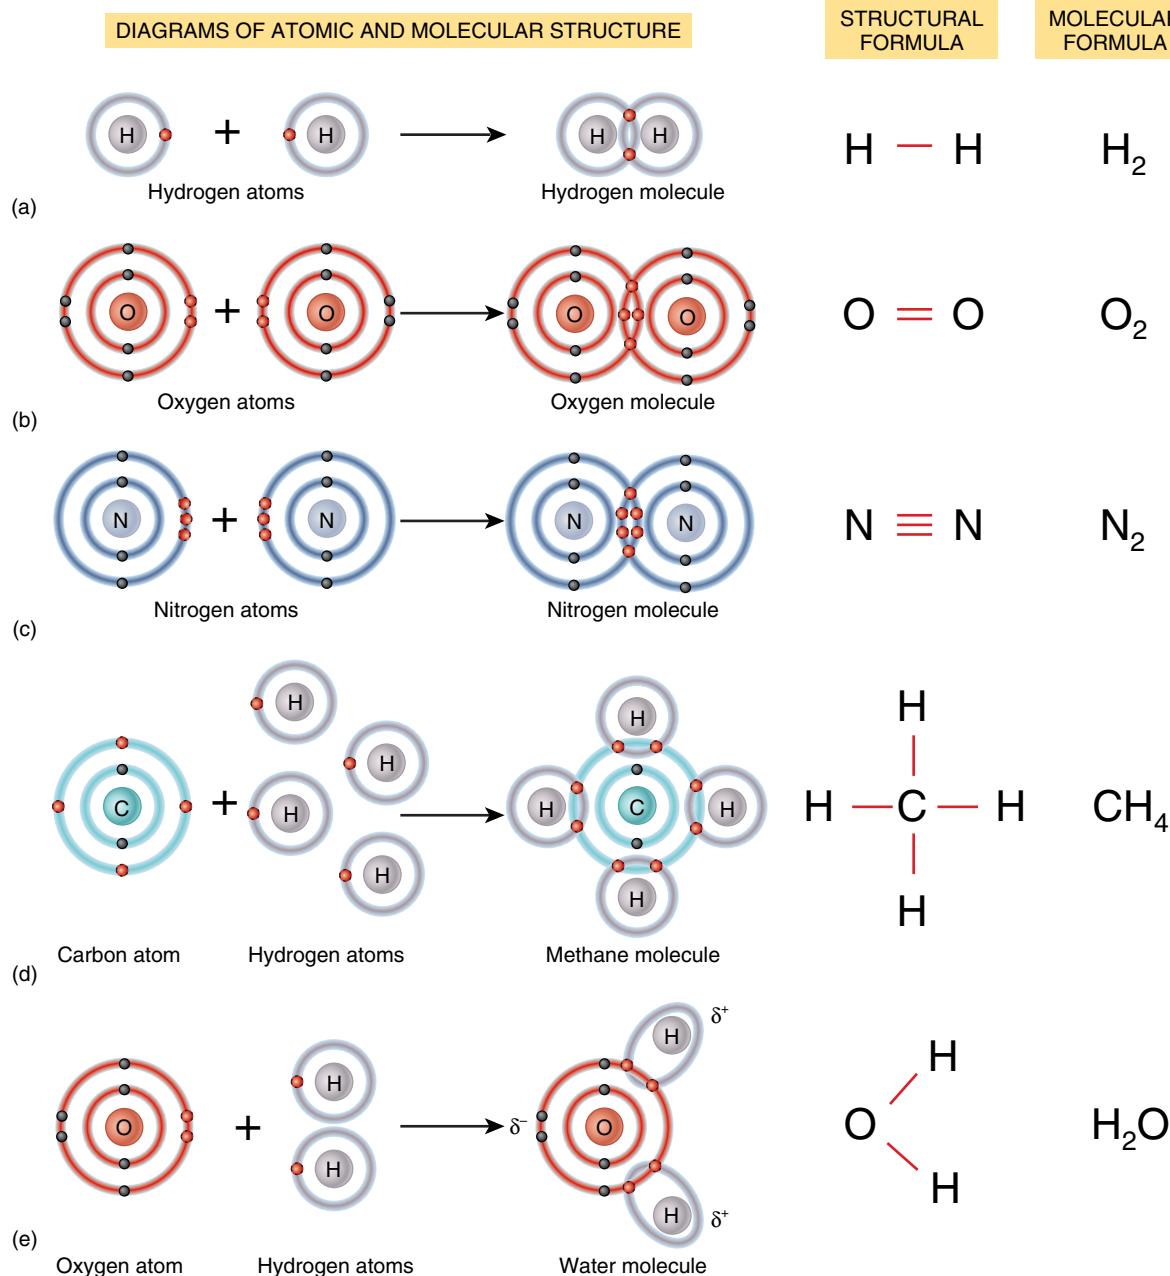 DIAGRAMS OF ATOMIC AND MOLECULAR STRUCTURE
STRUCTURAL
FORMULA
MOLECULAR
FORMULA
H + H H H
Hydrogen atoms Hydrogen molecule
H — H
H₂
(a)
O + O O O
Oxygen atoms Oxygen molecule
O = O
O₂
(b)
N + N N N
Nitrogen atoms Nitrogen molecule
N ≡ N
N₂
(c)
H
H
H
H
C +
H
H C H
H
Carbon atom Hydrogen atoms Methane molecule
H
H — C — H
H
CH₄
(d)
H δ⁺
O + H
H
δ⁻ O
H δ⁺
H
O
H
H₂O
(e)
Oxygen atom Hydrogen atoms Water molecule